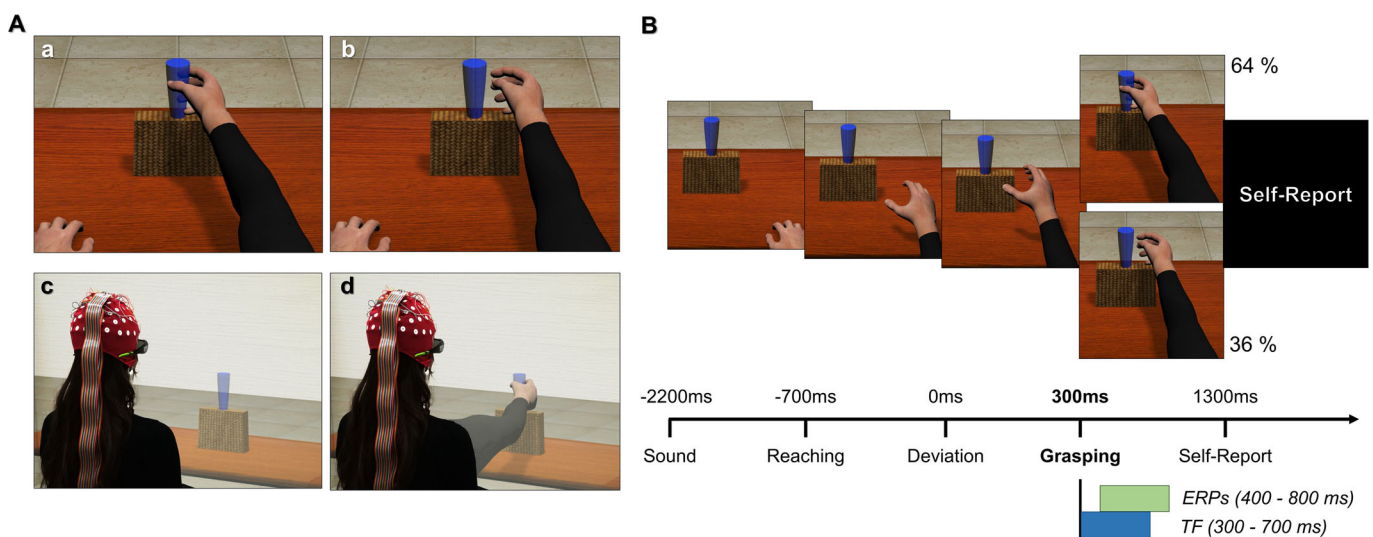 A
a
b
c
d
B
64 %
36 %
Self-Report
-2200ms -700ms 0ms 300ms 1300ms
Sound Reaching Deviation Grasping Self-Report
ERPs (400 - 800 ms)
TF (300 - 700 ms)